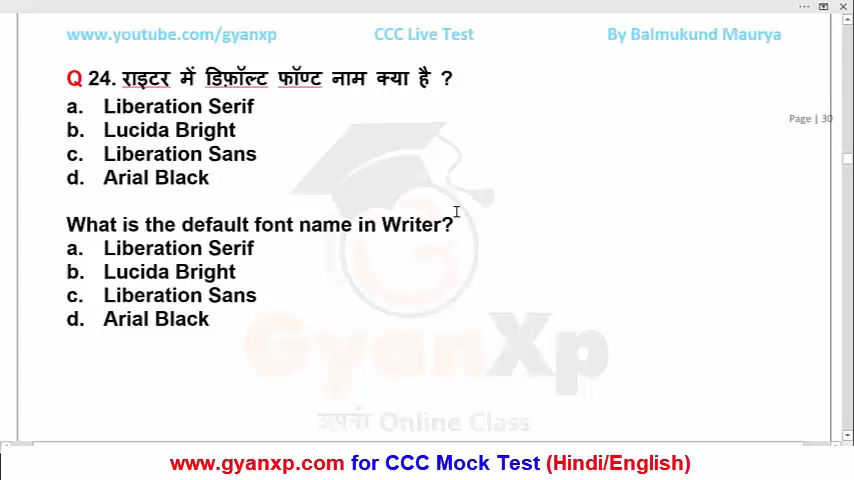 www.youtube.com/gyanxp CCC Live Test By Balmukund Maurya
Q 24. राइटर में डिफ़ॉल्ट फॉण्ट नाम क्या है ?
a. Liberation Serif
Page | 30
b. Lucida Bright
c. Liberation Sans
d. Arial Black
What is the default font name in Writer?
a. Liberation Serif
b. Lucida Bright
c. Liberation Sans
d. Arial Black
GyanXp
अपनी Online Class
www.gyanxp.com for CCC Mock Test (Hindi/English)